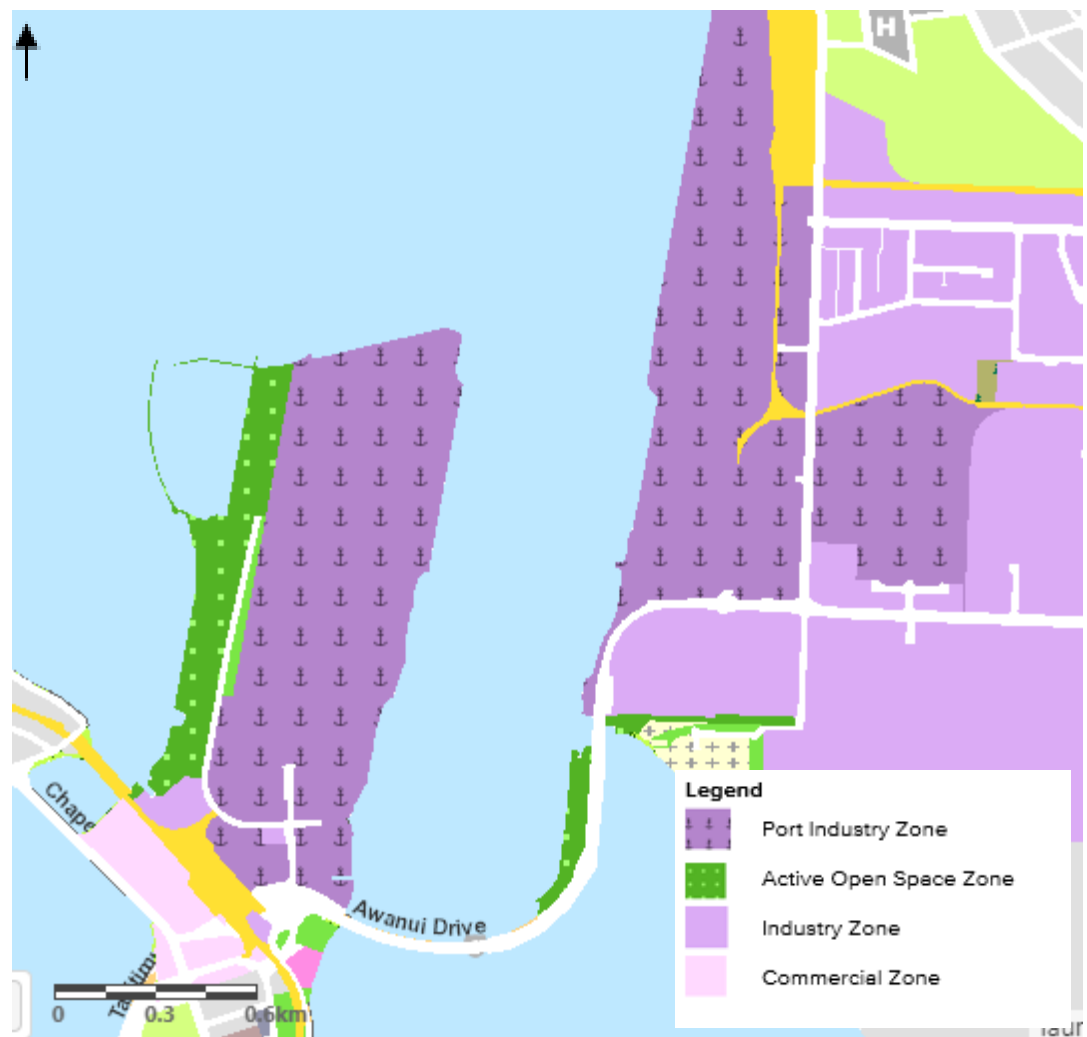 H
Chape
Awanui Drive
0 0.3 0.6km
Legend
Port Industry Zone
Active Open Space Zone
Industry Zone
Commercial Zone